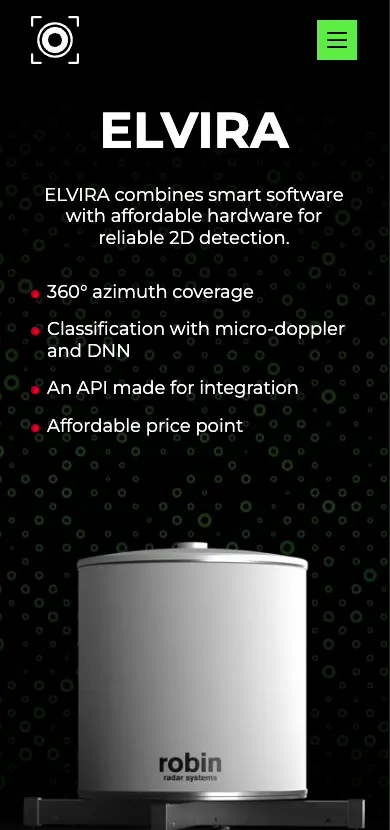 ELVIRA
ELVIRA combines smart software
with affordable hardware for
reliable 2D detection.
360° azimuth coverage
Classification with micro-doppler
and DNN
An API made for integration
Affordable price point
robin
radar systems